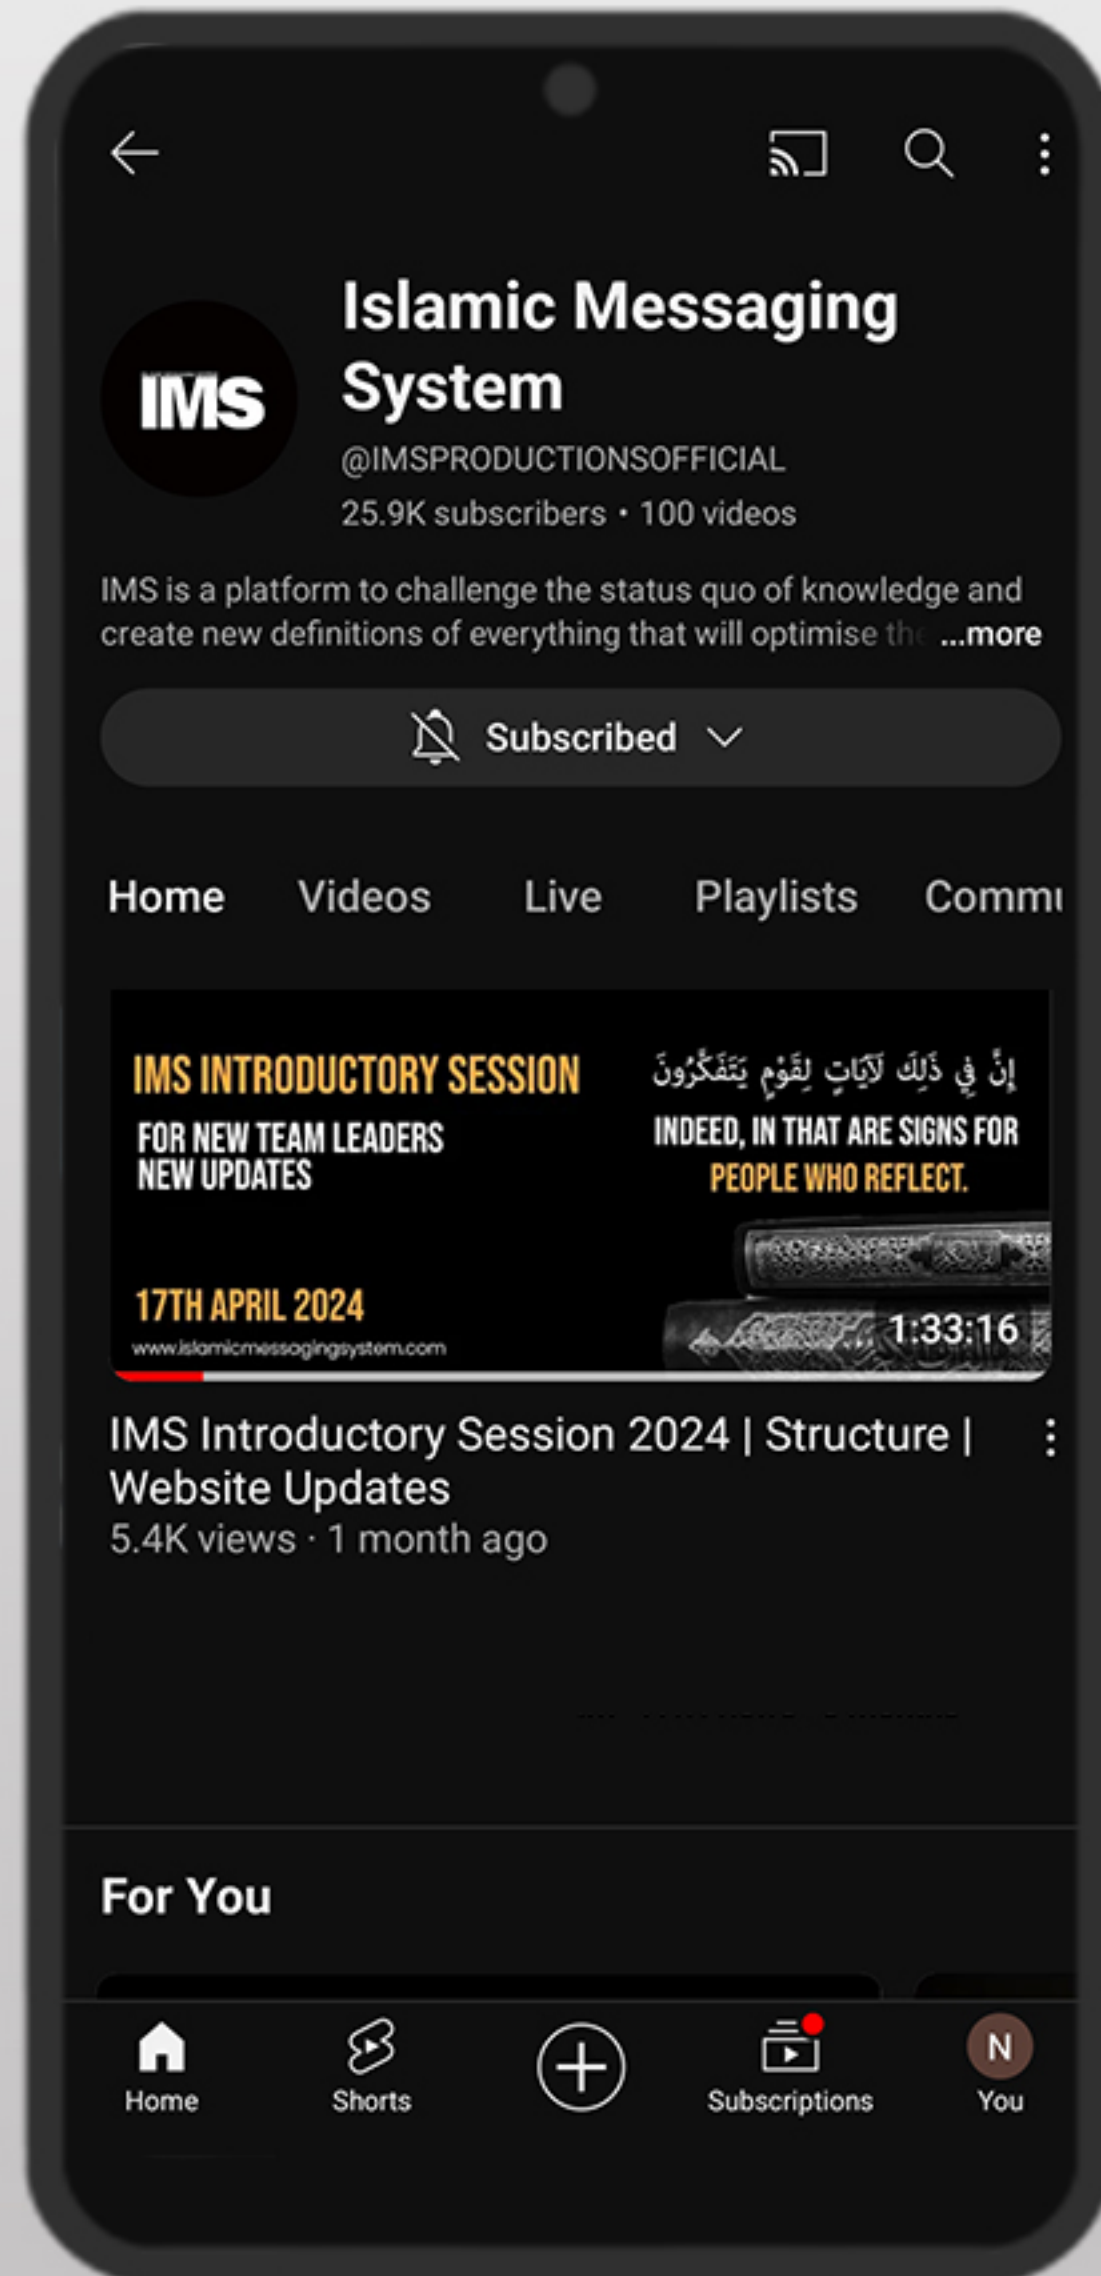 Islamic Messaging
System
IMS
@IMSPRODUCTIONSOFFICIAL
25.9K subscribers • 100 videos
IMS is a platform to challenge the status quo of knowledge and
create new definitions of everything that will optimise the ...more
Subscribed
Home Videos Live Playlists Commu
IMS INTRODUCTORY SESSION
FOR NEW TEAM LEADERS
NEW UPDATES
17TH APRIL 2024
www.islamicmessagingsystem.com
إِنَّ فِي ذَلِكَ لَآيَاتٍ لِقَوْمٍ يَتَفَكَّرُونَ
INDEED, IN THAT ARE SIGNS FOR
PEOPLE WHO REFLECT.
1:33:16
IMS Introductory Session 2024 | Structure |
Website Updates
5.4K views · 1 month ago
For You
Home Shorts Subscriptions You
N